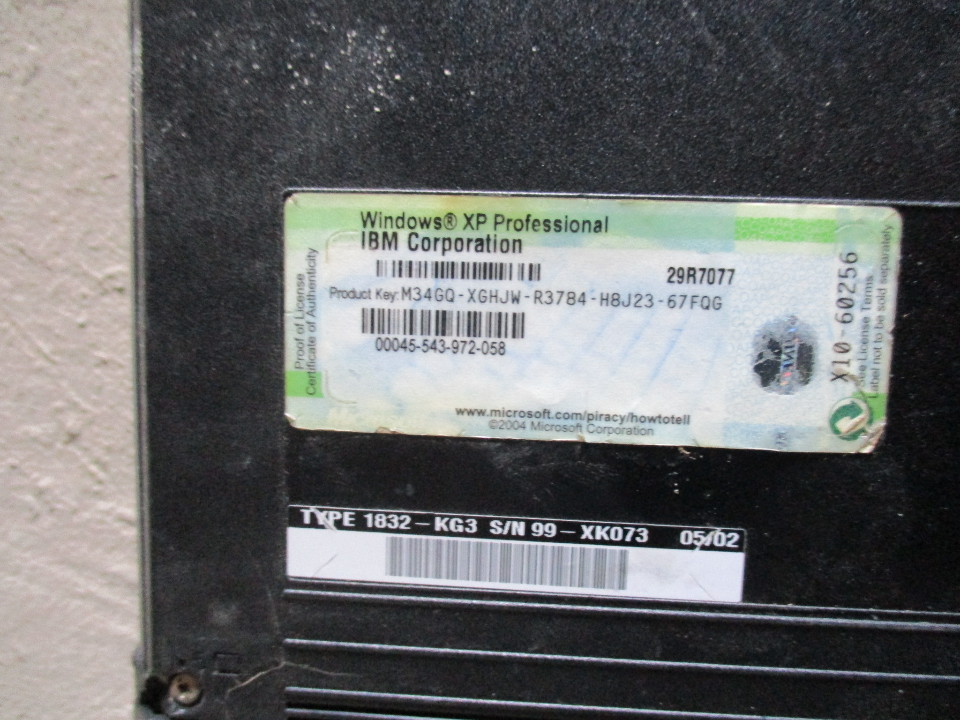 Windows® XP Professional
IBM Corporation
29R7077
Product Key: M34GQ-XGHJW-R3784-H8J23-67FQG
00045-543-972-058
www.microsoft.com/piracy/howtotell
©2004 Microsoft Corporation
Proof of License
Certificate of Authenticity
X10-60256
See License Terms
Label not to be sold separately
TYPE 1832-KG3 S/N 99-XK073 05/02